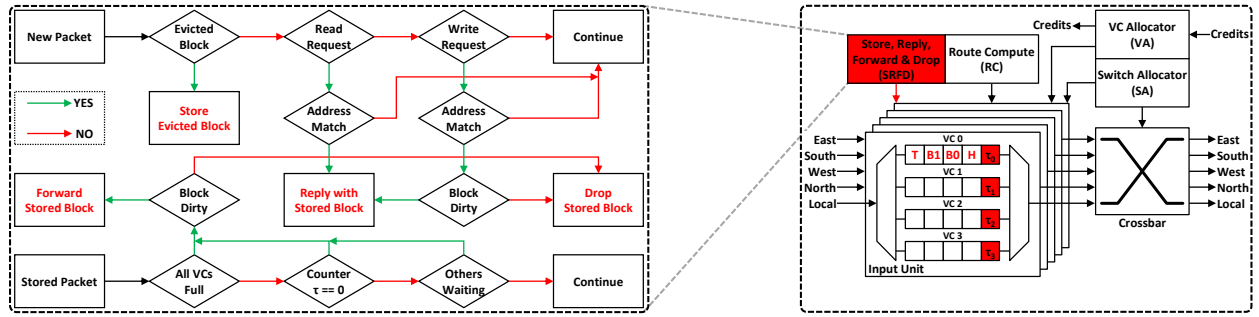 New Packet
Evicted
Block
Read
Request
Write
Request
Continue
YES
NO
Store
Evicted Block
Address
Match
Address
Match
Forward
Stored Block
Block
Dirty
Reply with
Stored Block
Block
Dirty
Drop
Stored Block
Stored Packet
All VCs
Full
Counter
τ == 0
Others
Waiting
Continue
Store, Reply,
Forward & Drop
(SRFD)
Route Compute
(RC)
Credits
VC Allocator
(VA)
Credits
Switch Allocator
(SA)
East
South
West
North
Local
VC 0
T B1 B0 H τ0
VC 1
τ1
VC 2
τ2
VC 3
τ3
Input Unit
Crossbar
East
South
West
North
Local